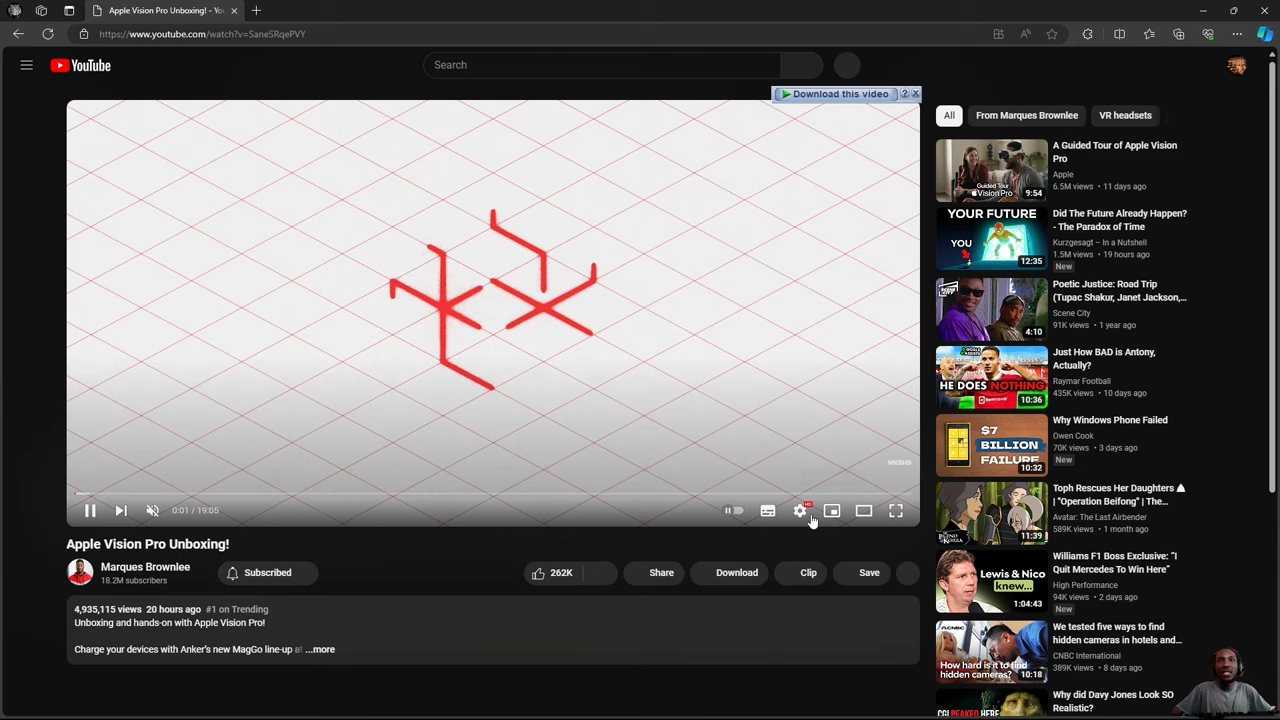 Apple Vision Pro Unboxing! - Yo
https://www.youtube.com/watch?v=SaneSRqePVY
YouTube
Search
Download this video
All
From Marques Brownlee
VR headsets
MKBHD
0:01 / 19:05
HD
Apple Vision Pro Unboxing!
Marques Brownlee
18.2M subscribers
Subscribed
262K
Share
Download
Clip
Save
4,935,115 views 20 hours ago #1 on Trending
Unboxing and hands-on with Apple Vision Pro!
Charge your devices with Anker's new MagGo line-up at ...more
Guided Tour
Vision Pro
9:54
A Guided Tour of Apple Vision
Pro
Apple
6.5M views • 11 days ago
YOUR FUTURE
YOU
12:35
Did The Future Already Happen?
- The Paradox of Time
Kurzgesagt – In a Nutshell
1.5M views • 19 hours ago
New
4:10
Poetic Justice: Road Trip
(Tupac Shakur, Janet Jackson,...
Scene City
91K views • 1 year ago
HE DOES NOTHING
10:36
Just How BAD is Antony,
Actually?
Raymar Football
435K views • 10 days ago
$7
BILLION
FAILURE
10:32
Why Windows Phone Failed
Owen Cook
70K views • 3 days ago
New
11:39
Toph Rescues Her Daughters
| "Operation Beifong" | The...
Avatar: The Last Airbender
589K views • 1 month ago
Lewis & Nico
knew...
1:04:43
Williams F1 Boss Exclusive: “I
Quit Mercedes To Win Here”
High Performance
94K views • 2 days ago
New
CNBC
How hard is it to find
hidden cameras?
10:18
We tested five ways to find
hidden cameras in hotels and...
CNBC International
389K views • 8 days ago
CGI PEAKED HERE
Why did Davy Jones Look SO
Realistic?